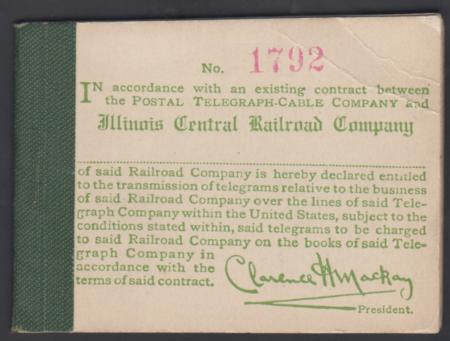 No. 1792
IN accordance with an existing contract between
the POSTAL TELEGRAPH-CABLE COMPANY and
Illinois Central Railroad Company
of said Railroad Company is hereby declared entitled
to the transmission of telegrams relative to the business
of said Railroad Company over the lines of said Tele-
graph Company within the United States, subject to the
conditions stated within, said telegrams to be charged
to said Railroad Company on the books of said Tele-
graph Company in
accordance with the
terms of said contract.
Clarence H Mackay
President.